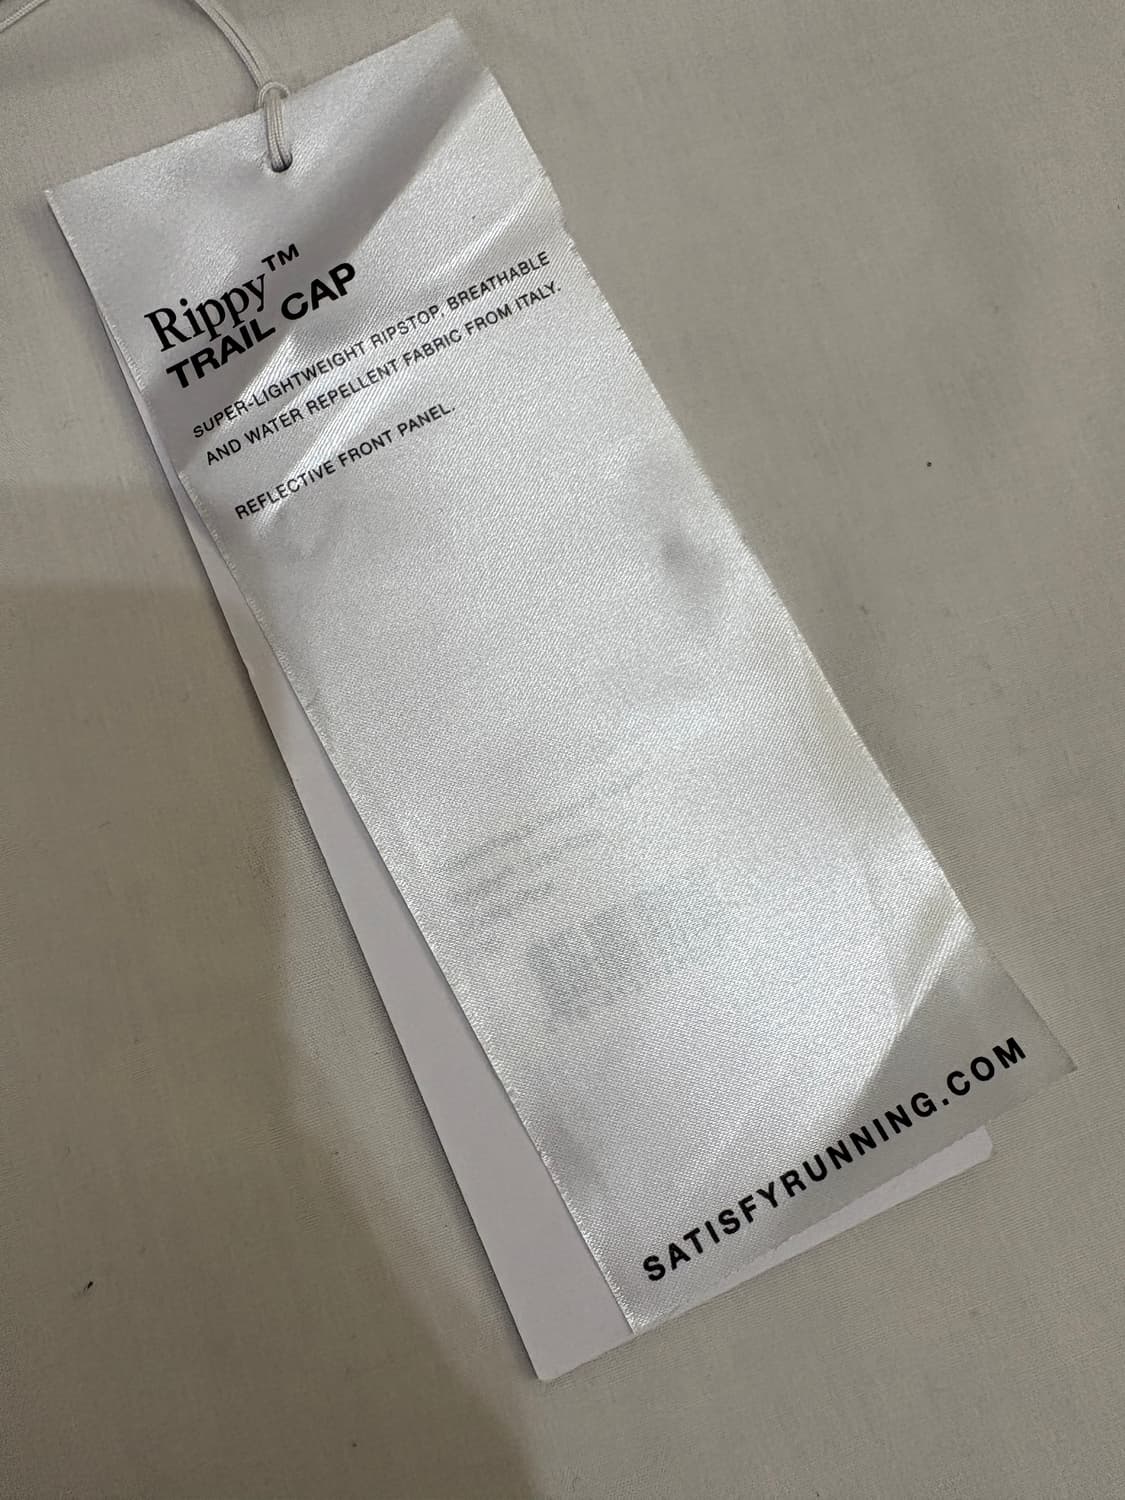 Rippy™
TRAIL CAP
SUPER-LIGHTWEIGHT RIPSTOP, BREATHABLE
AND WATER REPELLENT FABRIC FROM ITALY.
REFLECTIVE FRONT PANEL.
SATISFYRUNNING.COM